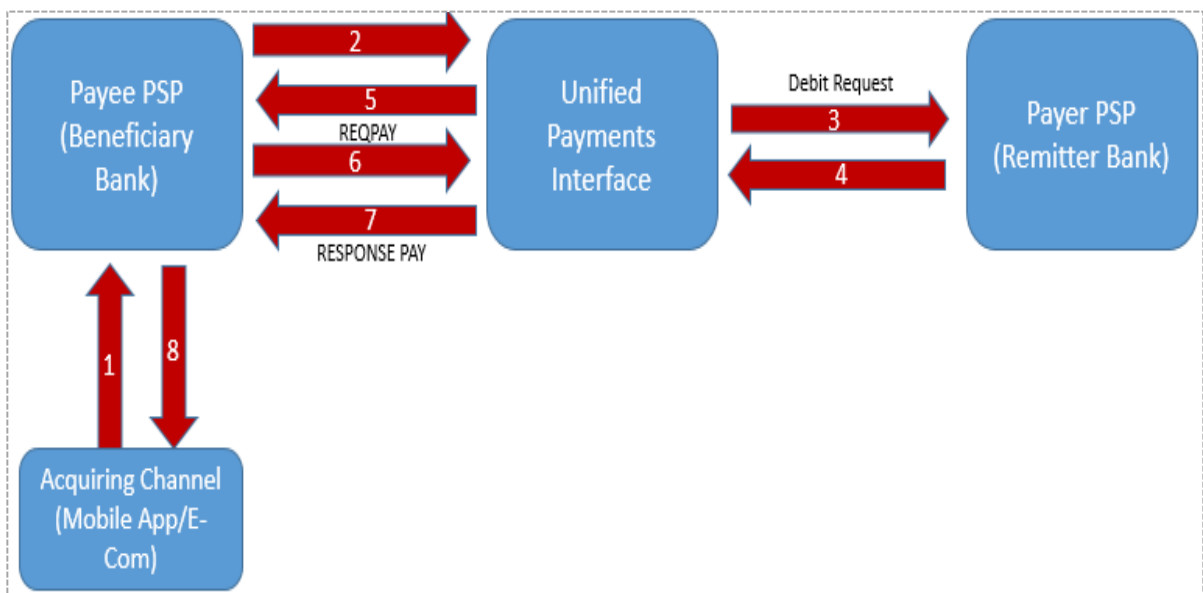 Payee PSP
(Beneficiary
Bank)
2
5
REQPAY
6
7
RESPONSE PAY
Unified
Payments
Interface
Debit Request
3
4
Payer PSP
(Remitter Bank)
1
8
Acquiring Channel
(Mobile App/E-
Com)